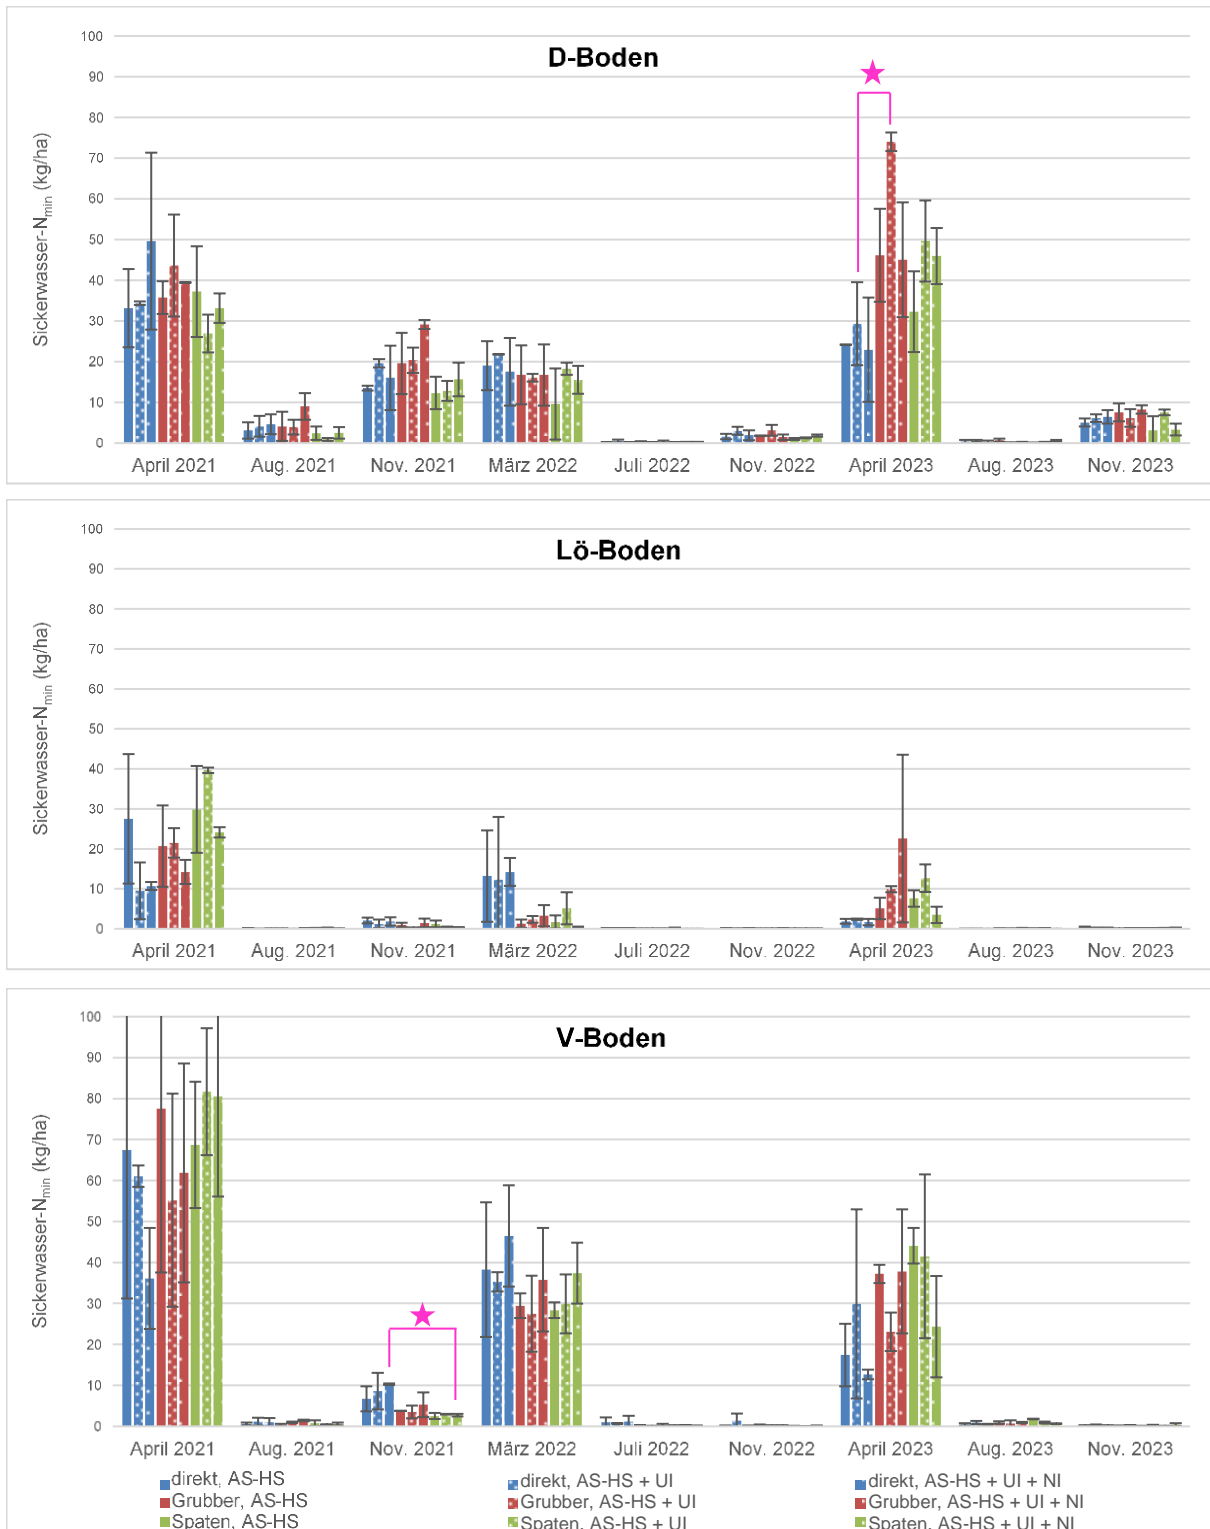 D-Boden
Sickerwasser-Nmin (kg/ha)
100
90
80
70
60
50
40
30
20
10
0
April 2021 Aug. 2021 Nov. 2021 März 2022 Juli 2022 Nov. 2022 April 2023 Aug. 2023 Nov. 2023
Lö-Boden
Sickerwasser-Nmin (kg/ha)
100
90
80
70
60
50
40
30
20
10
0
April 2021 Aug. 2021 Nov. 2021 März 2022 Juli 2022 Nov. 2022 April 2023 Aug. 2023 Nov. 2023
V-Boden
Sickerwasser-Nmin (kg/ha)
100
90
80
70
60
50
40
30
20
10
0
April 2021 Aug. 2021 Nov. 2021 März 2022 Juli 2022 Nov. 2022 April 2023 Aug. 2023 Nov. 2023
direkt, AS-HS direkt, AS-HS + UI direkt, AS-HS + UI + NI
Grubber, AS-HS Grubber, AS-HS + UI Grubber, AS-HS + UI + NI
Spaten, AS-HS Spaten, AS-HS + UI Spaten, AS-HS + UI + NI